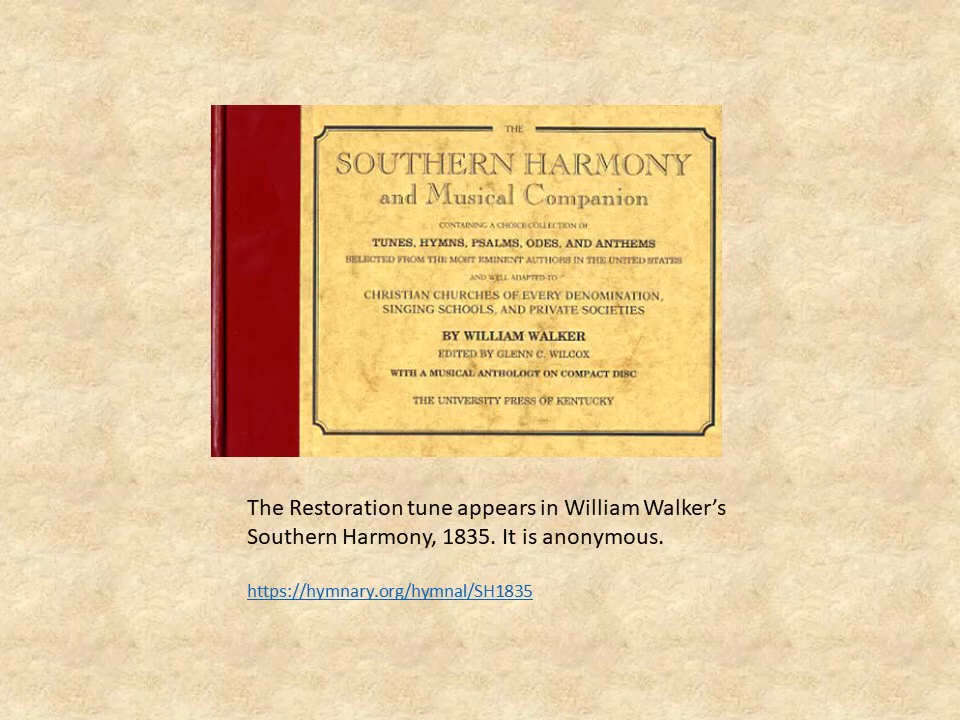 THE
SOUTHERN HARMONY
and Musical Companion
CONTAINING A CHOICE COLLECTION OF
TUNES, HYMNS, PSALMS, ODES, AND ANTHEMS
SELECTED FROM THE MOST EMINENT AUTHORS IN THE UNITED STATES
AND WELL ADAPTED TO
CHRISTIAN CHURCHES OF EVERY DENOMINATION,
SINGING SCHOOLS, AND PRIVATE SOCIETIES
BY WILLIAM WALKER
EDITED BY GLENN C. WILCOX
WITH A MUSICAL ANTHOLOGY ON COMPACT DISC
THE UNIVERSITY PRESS OF KENTUCKY
The Restoration tune appears in William Walker’s
Southern Harmony, 1835. It is anonymous.
https://hymnary.org/hymnal/SH1835